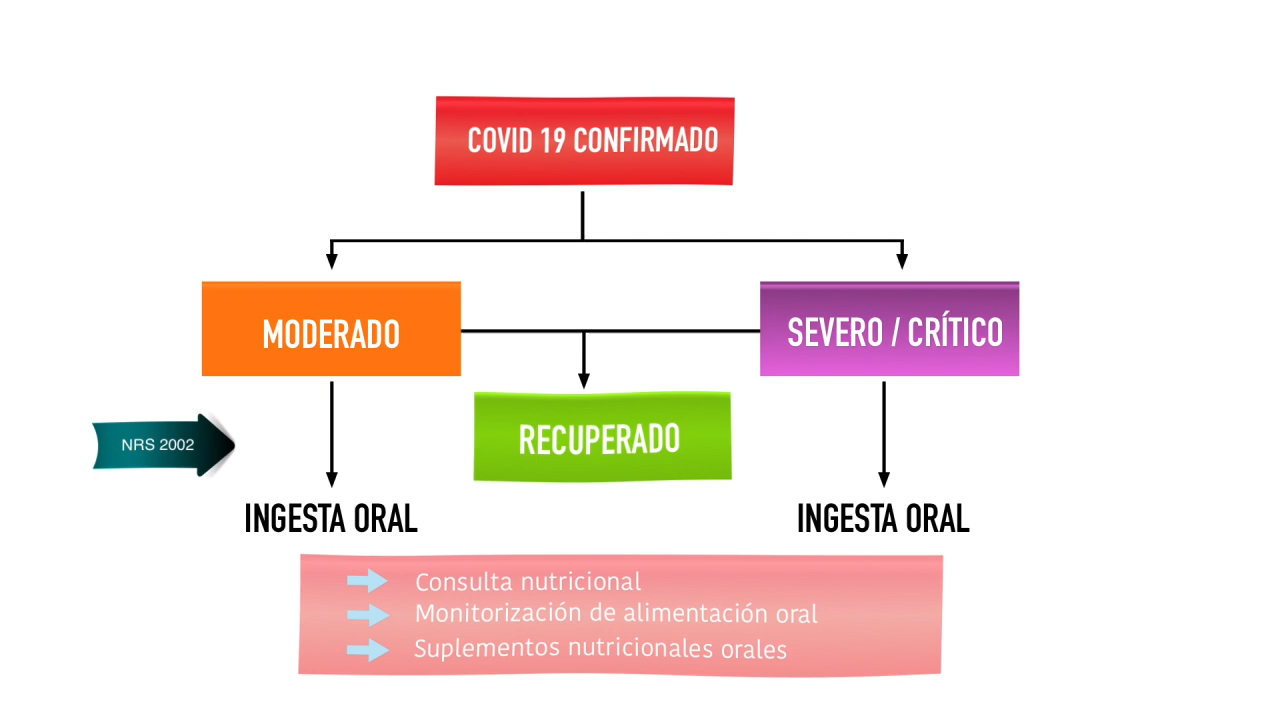 COVID 19 CONFIRMADO
MODERADO
SEVERO / CRÍTICO
RECUPERADO
NRS 2002
INGESTA ORAL
INGESTA ORAL
Consulta nutricional
Monitorización de alimentación oral
Suplementos nutricionales orales